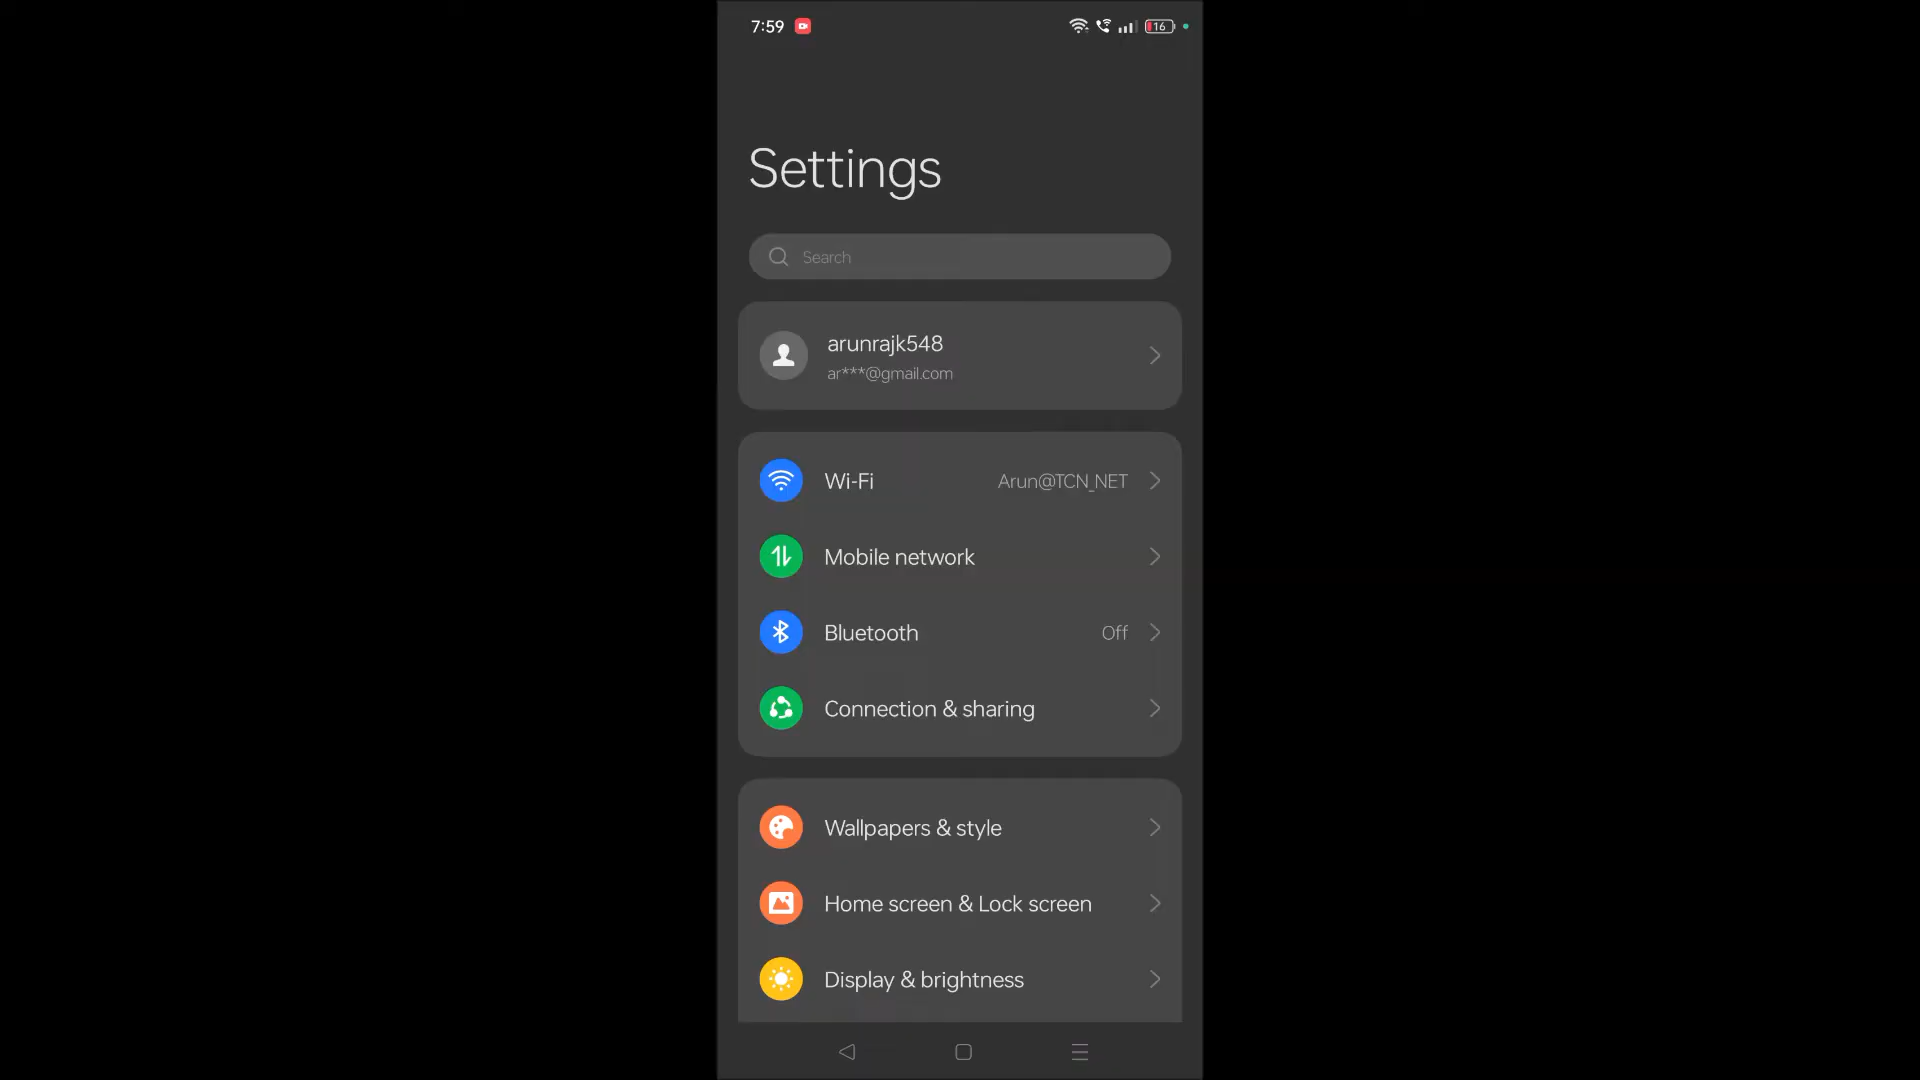 7:59
16
Settings
Search
arunrajk548
ar***@gmail.com
Wi-Fi Arun@TCN_NET
Mobile network
Bluetooth Off
Connection & sharing
Wallpapers & style
Home screen & Lock screen
Display & brightness